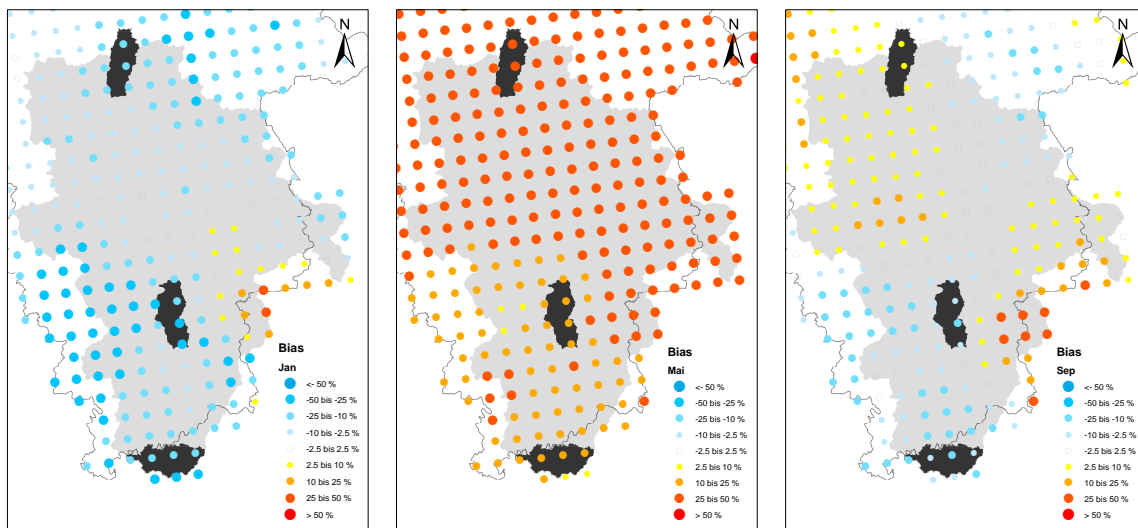 N
Bias
Jan
<- 50 %
-50 bis -25 %
-25 bis -10 %
-10 bis -2.5 %
-2.5 bis 2.5 %
2.5 bis 10 %
10 bis 25 %
25 bis 50 %
> 50 %
N
Bias
Mai
<- 50 %
-50 bis -25 %
-25 bis -10 %
-10 bis -2.5 %
-2.5 bis 2.5 %
2.5 bis 10 %
10 bis 25 %
25 bis 50 %
> 50 %
N
Bias
Sep
<- 50 %
-50 bis -25 %
-25 bis -10 %
-10 bis -2.5 %
-2.5 bis 2.5 %
2.5 bis 10 %
10 bis 25 %
25 bis 50 %
> 50 %